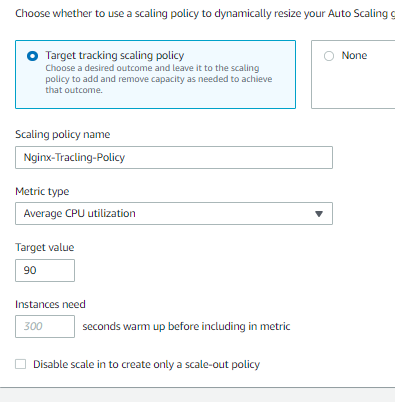 Choose whether to use a scaling policy to dynamically resize your Auto Scaling
Target tracking scaling policy
Choose a desired outcome and leave it to the scaling
policy to add and remove capacity as needed to achieve
that outcome.
None
Scaling policy name
Nginx-Tracling-Policy
Metric type
Average CPU utilization
Target value
90
Instances need
300 seconds warm up before including in metric
Disable scale in to create only a scale-out policy